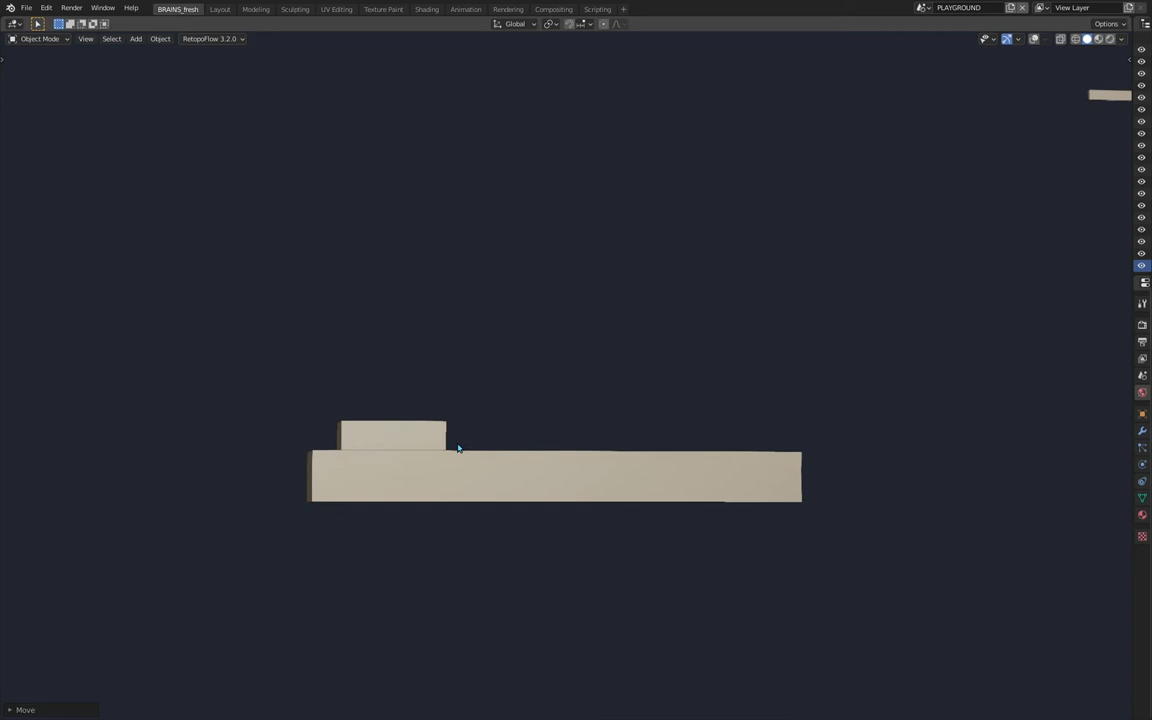 File Edit Render Window Help BRAINS_fresh Layout Modeling Sculpting UV Editing Texture Paint Shading Animation Rendering Compositing Scripting + PLAYGROUND View Layer
Global Options
Object Mode View Select Add Object RetopoFlow 3.2.0
Move